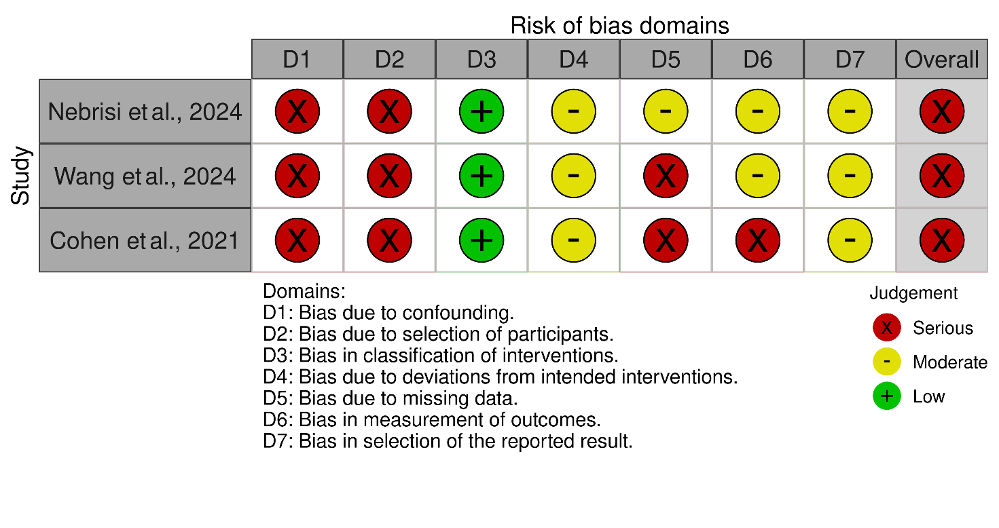 Risk of bias domains
D1 D2 D3 D4 D5 D6 D7 Overall
Study
Nebrisi et al., 2024 X X + - - - - X
Wang et al., 2024 X X + - X - - X
Cohen et al., 2021 X X + - X X - X
Domains:
D1: Bias due to confounding.
D2: Bias due to selection of participants.
D3: Bias in classification of interventions.
D4: Bias due to deviations from intended interventions.
D5: Bias due to missing data.
D6: Bias in measurement of outcomes.
D7: Bias in selection of the reported result.
Judgement
X Serious
- Moderate
+ Low